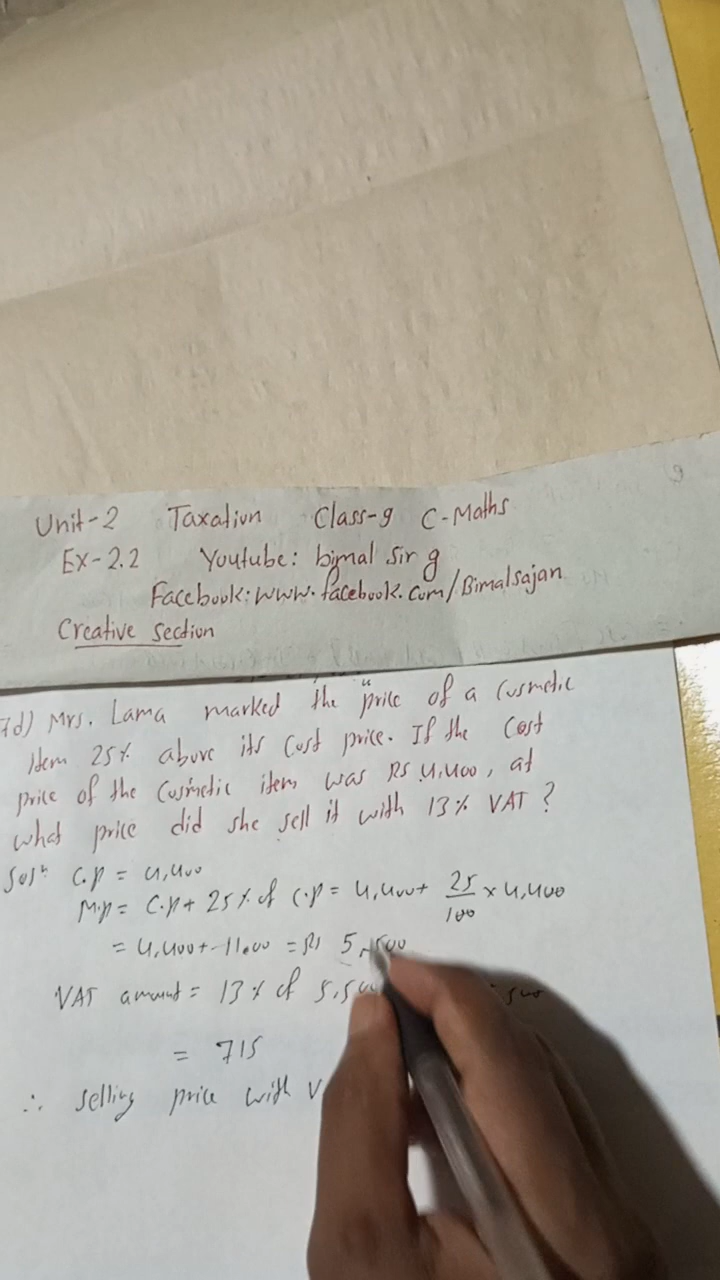 Unit-2 Taxation Class-9 C-Maths
Ex-2.2 Youtube: bimal sir g
Facebook: www.facebook.com/Bimalsajan
Creative section
7d) Mrs. Lama marked the price of a cosmetic
item 25% above its cost price. If the cost
price of the cosmetic item was Rs 4,400, at
what price did she sell it with 13% VAT?
Solⁿ C.P = 4,400
M.P = C.P + 25% of C.P = 4,400 + 25/100 × 4,400
= 4,400 + 1100 = Rs 5,500
VAT amount = 13% of
= 715
∴ selling price with